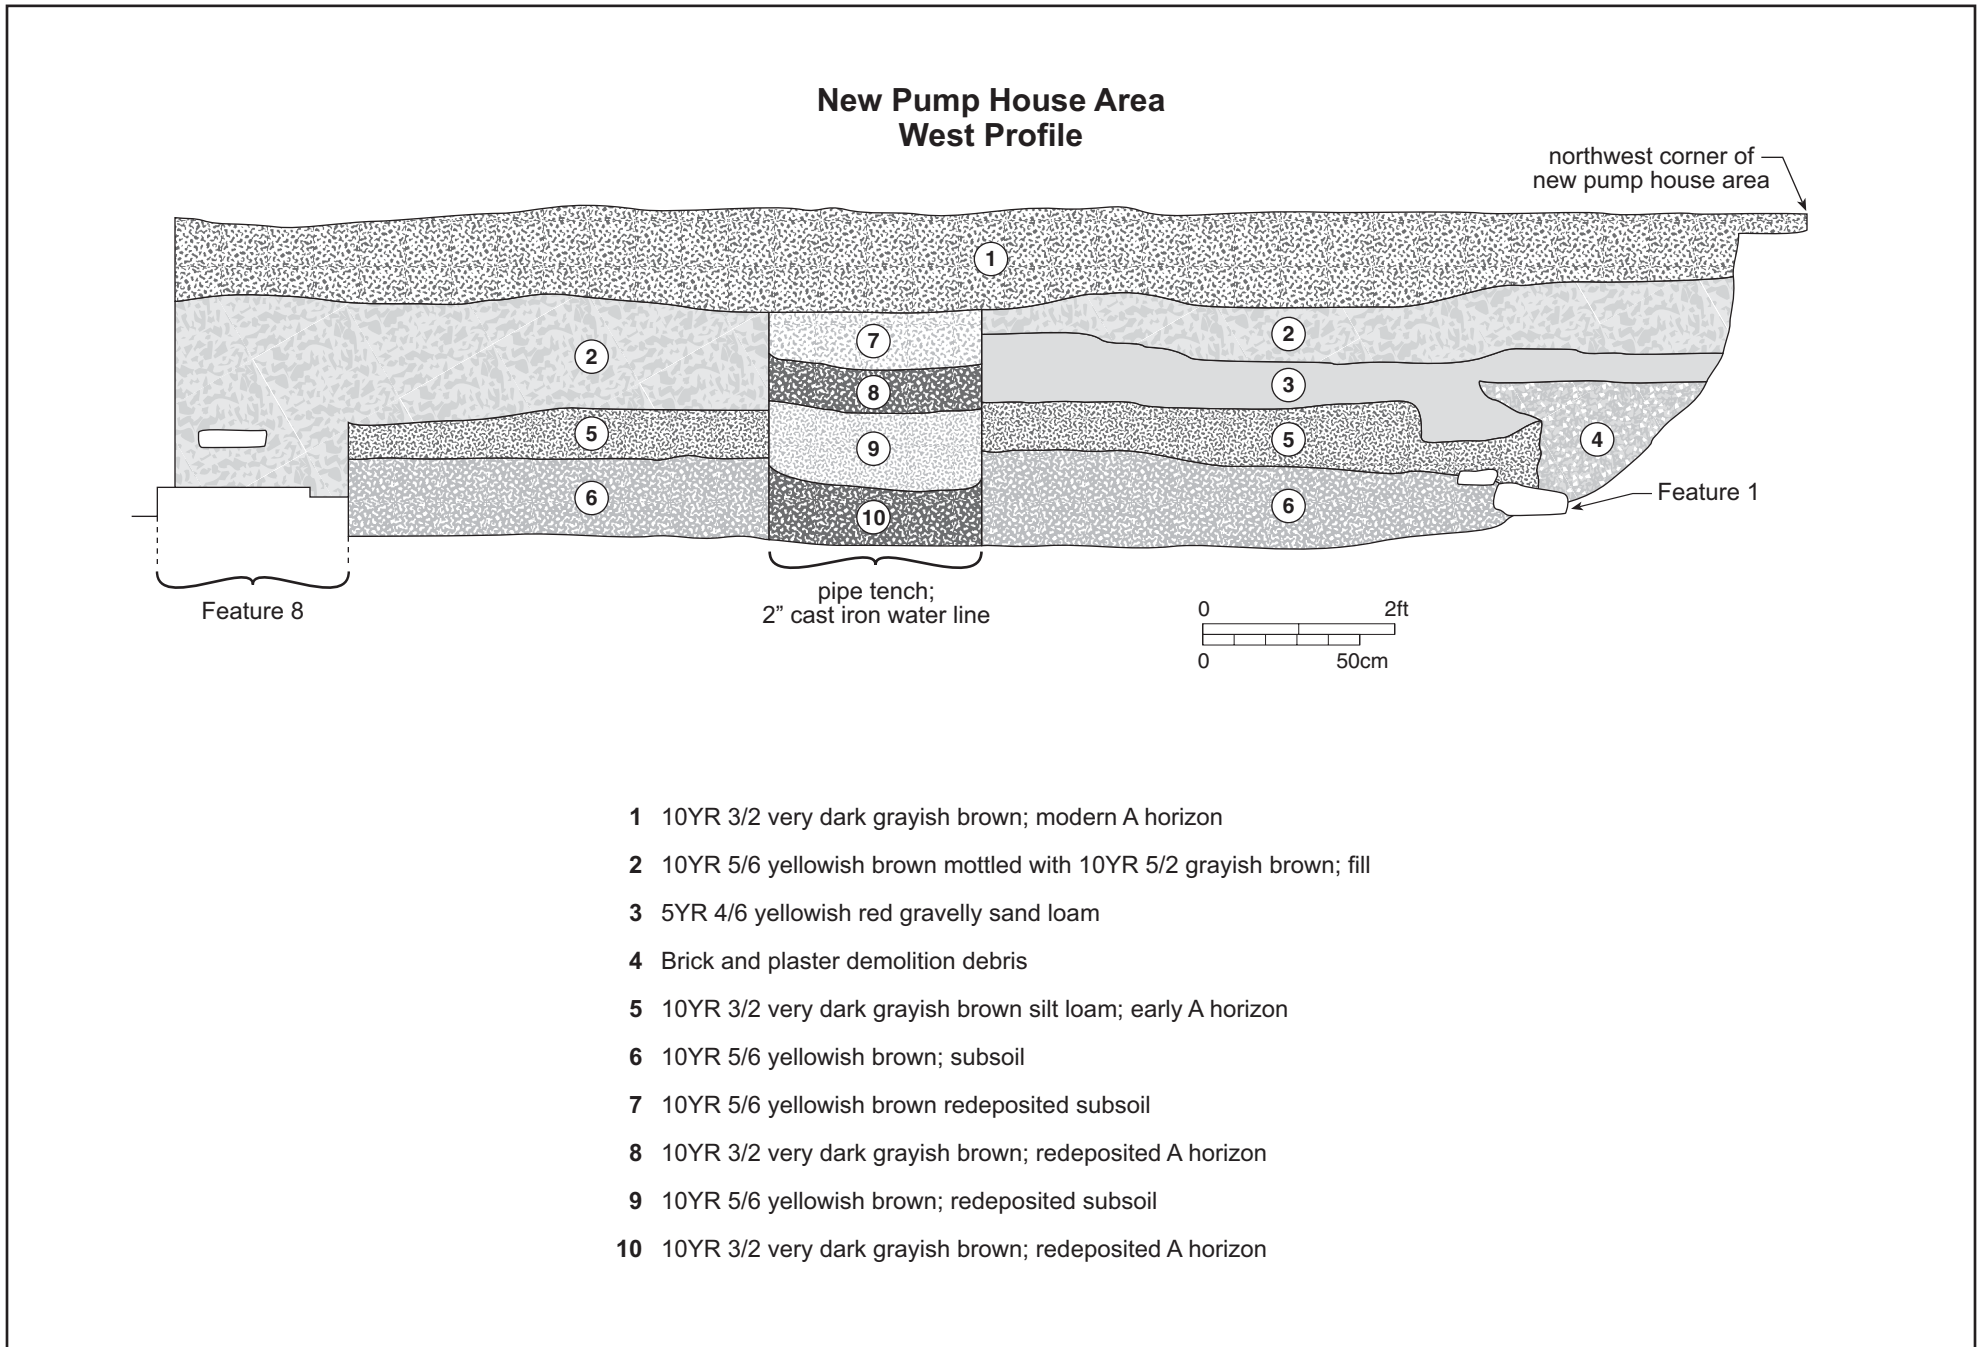 New Pump House Area
West Profile
northwest corner of
new pump house area
1
2
2
7
3
8
5
5
4
9
6
6
10
Feature 1
Feature 8
pipe tench;
2” cast iron water line
0 2ft
0 50cm
1 10YR 3/2 very dark grayish brown; modern A horizon
2 10YR 5/6 yellowish brown mottled with 10YR 5/2 grayish brown; fill
3 5YR 4/6 yellowish red gravelly sand loam
4 Brick and plaster demolition debris
5 10YR 3/2 very dark grayish brown silt loam; early A horizon
6 10YR 5/6 yellowish brown; subsoil
7 10YR 5/6 yellowish brown redeposited subsoil
8 10YR 3/2 very dark grayish brown; redeposited A horizon
9 10YR 5/6 yellowish brown; redeposited subsoil
10 10YR 3/2 very dark grayish brown; redeposited A horizon